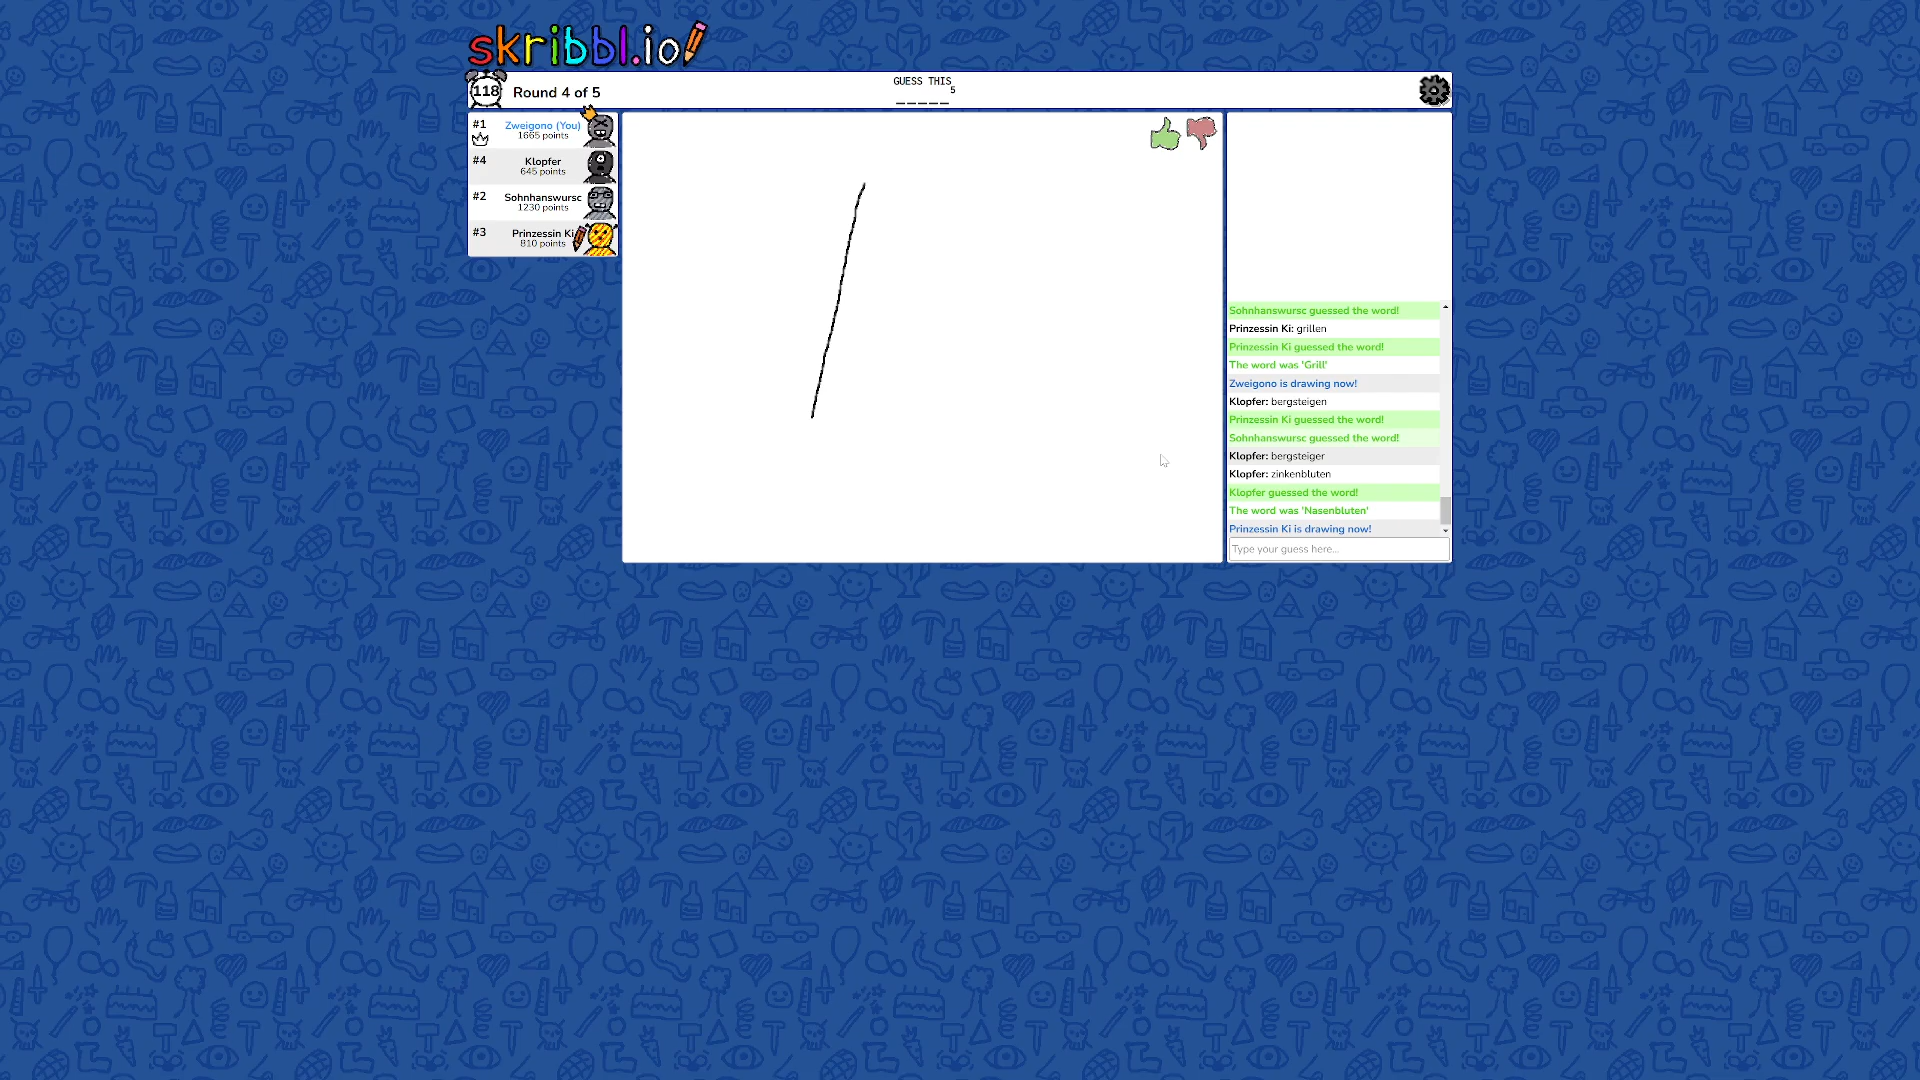 skribbl.io
118
Round 4 of 5
GUESS THIS
_____ 5
#1
Zweigono (You)
1665 points
#4
Klopfer
645 points
#2
Sohnhanswursc
1230 points
#3
Prinzessin Ki
810 points
Sohnhanswursc guessed the word!
Prinzessin Ki: grillen
Prinzessin Ki guessed the word!
The word was 'Grill'
Zweigono is drawing now!
Klopfer: bergsteigen
Prinzessin Ki guessed the word!
Sohnhanswursc guessed the word!
Klopfer: bergsteiger
Klopfer: zinkenbluten
Klopfer guessed the word!
The word was 'Nasenbluten'
Prinzessin Ki is drawing now!
Type your guess here...